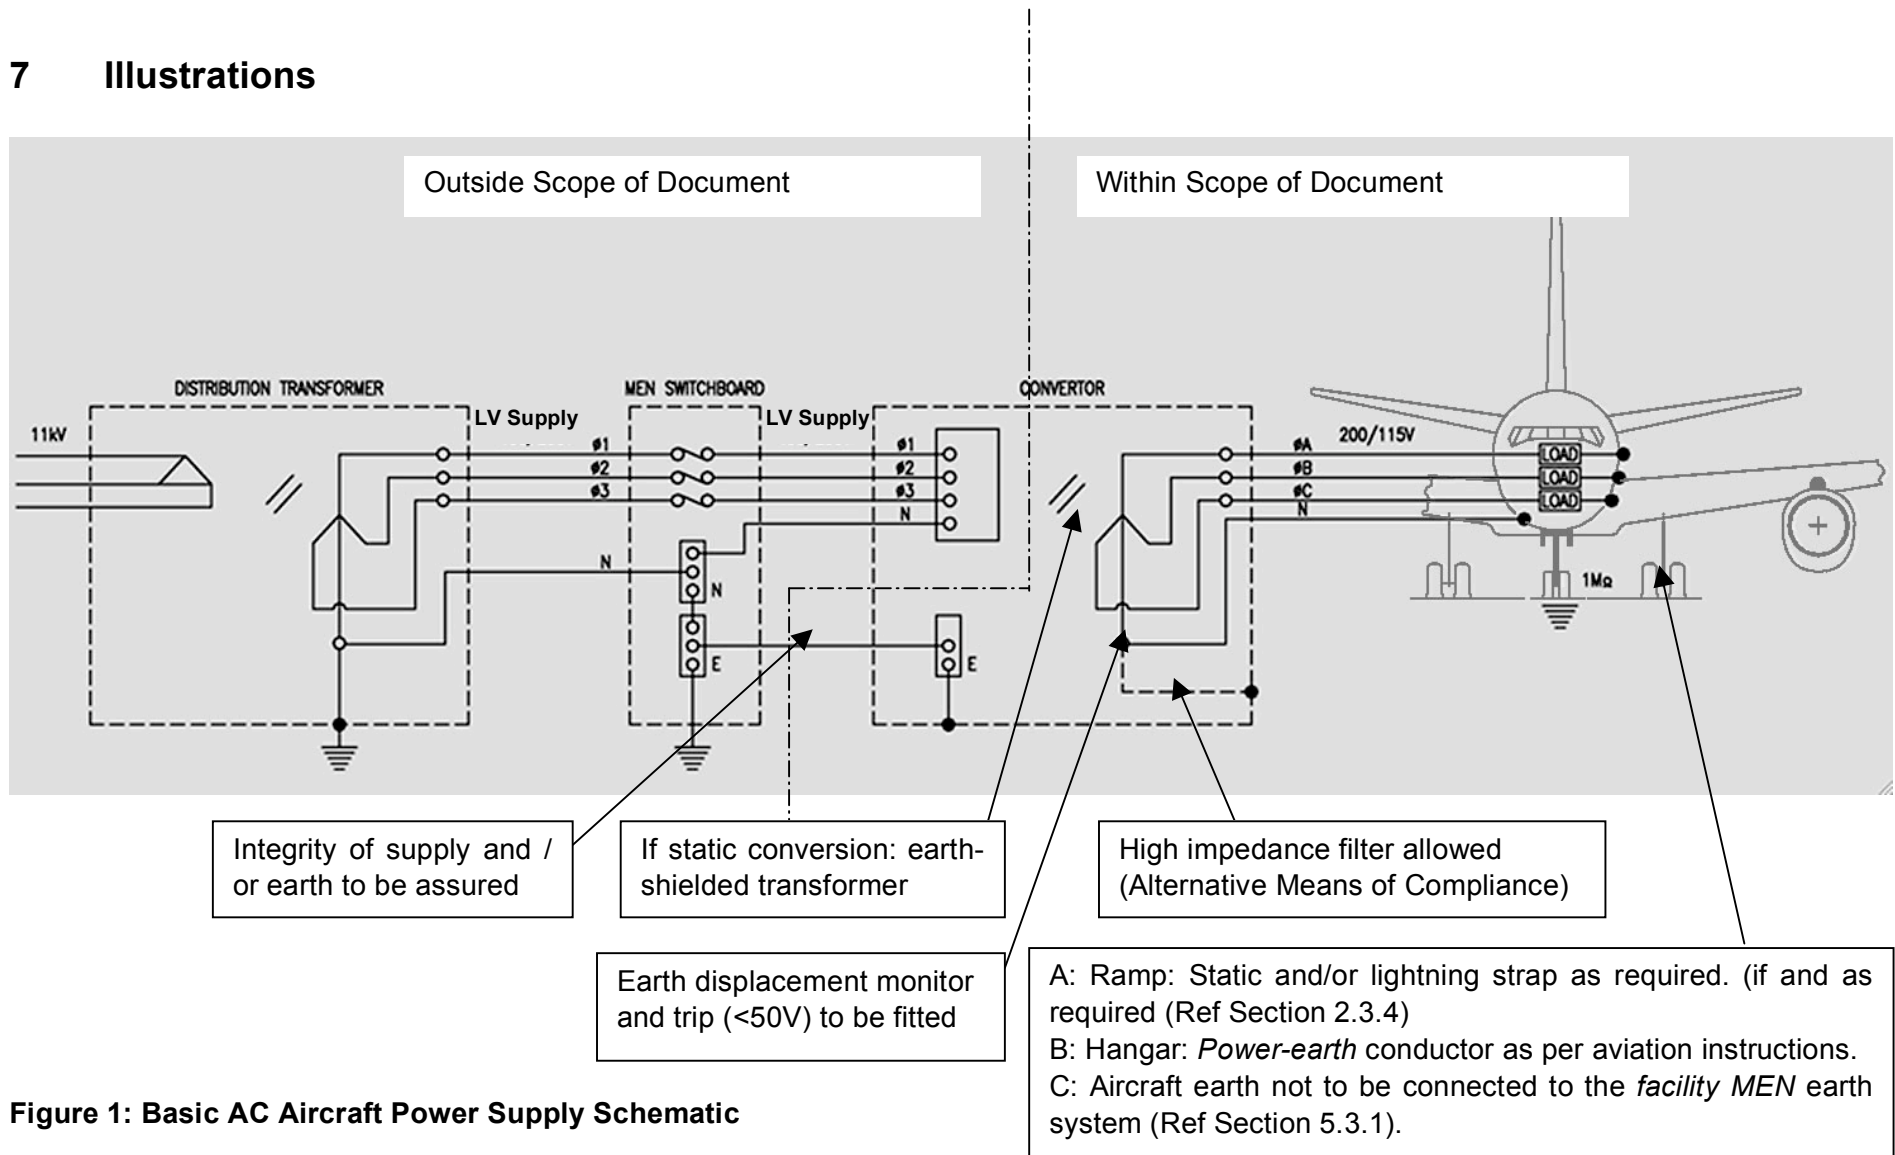 7 Illustrations
Outside Scope of Document
Within Scope of Document
DISTRIBUTION TRANSFORMER
MEN SWITCHBOARD
CONVERTOR
LV Supply
LV Supply
11kV
200/115V
ø1
ø2
ø3
N
ø1
ø2
ø3
N
øA
øB
øC
N
LOAD
LOAD
LOAD
N
E
E
1MΩ
Integrity of supply and /
or earth to be assured
If static conversion: earth-
shielded transformer
High impedance filter allowed
(Alternative Means of Compliance)
Earth displacement monitor
and trip (<50V) to be fitted
A: Ramp: Static and/or lightning strap as required. (if and as
required (Ref Section 2.3.4)
B: Hangar: Power-earth conductor as per aviation instructions.
C: Aircraft earth not to be connected to the facility MEN earth
system (Ref Section 5.3.1).
Figure 1: Basic AC Aircraft Power Supply Schematic